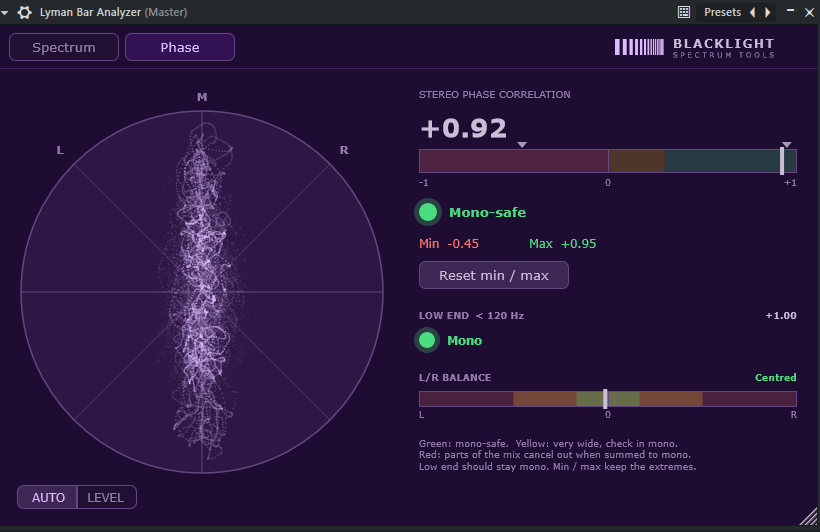 Lyman Bar Analyzer (Master)
Presets
Spectrum
Phase
BLACKLIGHT
SPECTRUM TOOLS
M
L
R
STEREO PHASE CORRELATION
+0.92
-1 0 +1
Mono-safe
Min -0.45 Max +0.95
Reset min / max
LOW END < 120 Hz +1.00
Mono
L/R BALANCE Centred
L 0 R
Green: mono-safe. Yellow: very wide, check in mono.
Red: parts of the mix cancel out when summed to mono.
Low end should stay mono. Min / max keep the extremes.
AUTO LEVEL